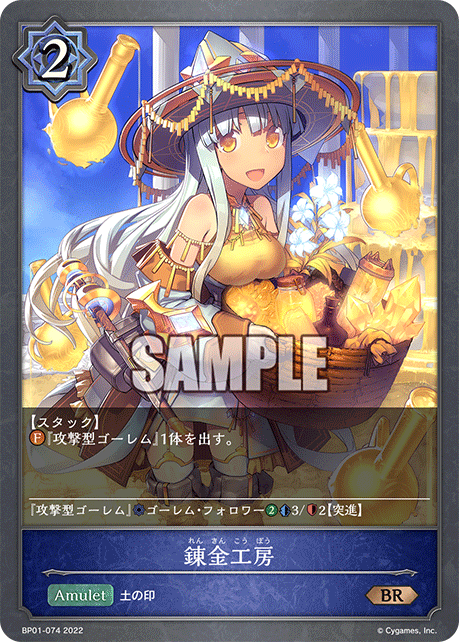 2
SAMPLE
【スタック】
F『攻撃型ゴーレム』1体を出す。
『攻撃型ゴーレム』ゴーレム・フォロワー2 3/2【突進】
れんきんこうぼう
錬金工房
Amulet 土の印 BR
BP01-074 2022 © Cygames, Inc.